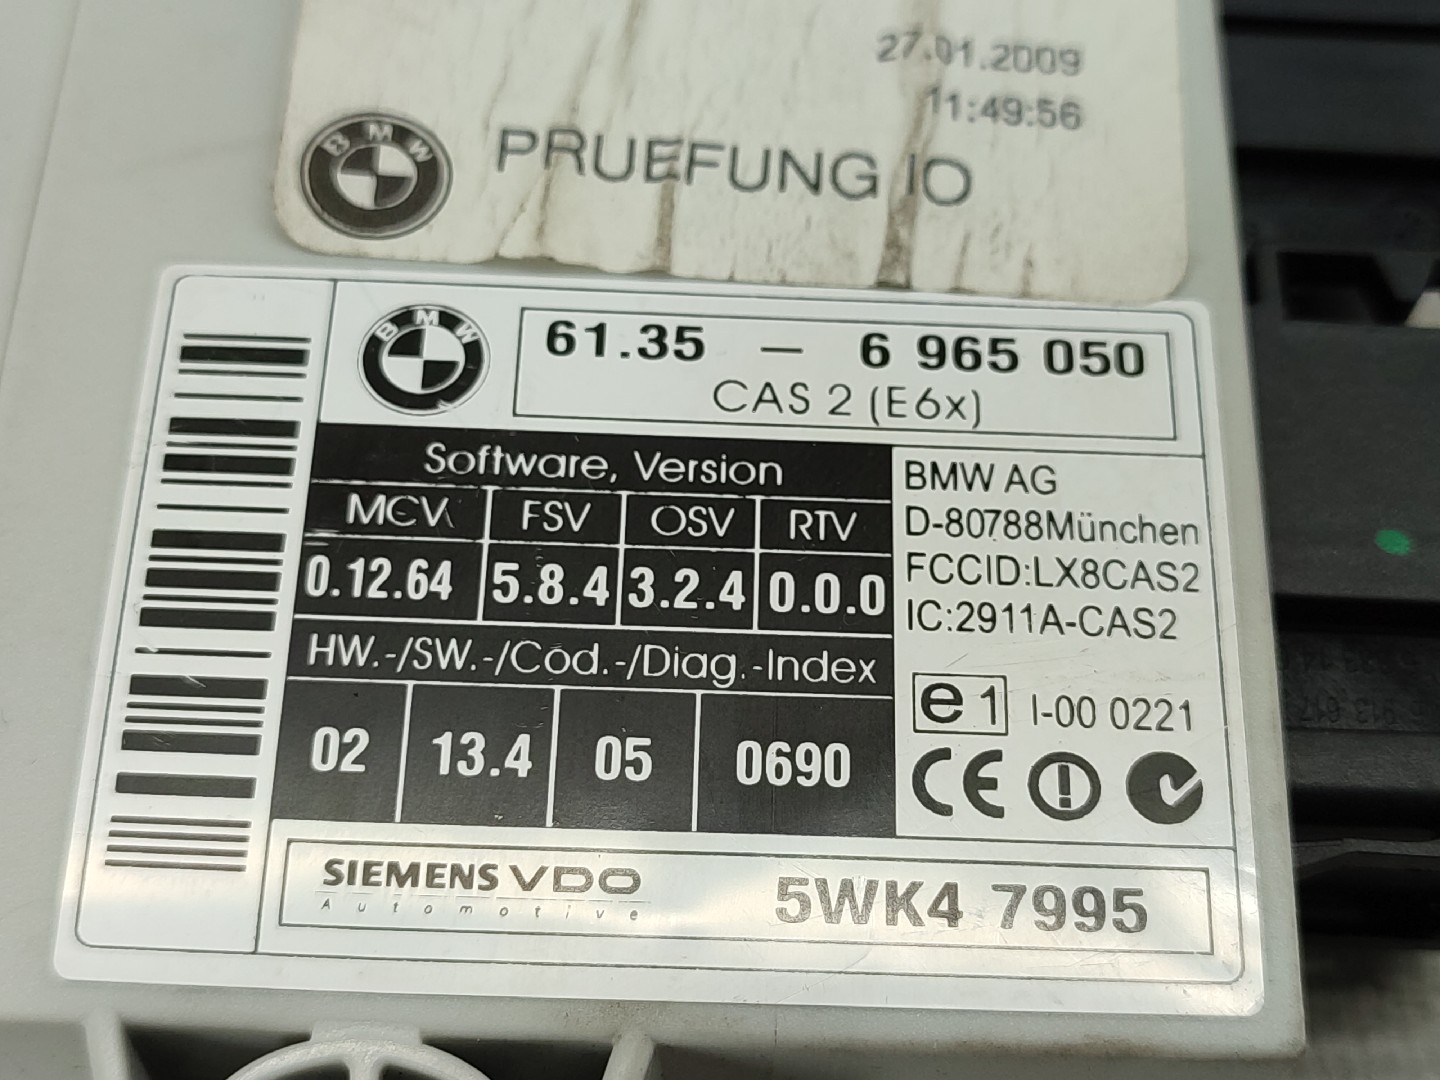 27.01.2009
11:49:56
BMW
PRUEFUNG IO
BMW
61.35 – 6 965 050
CAS 2 (E6x)
Software, Version
MCV FSV OSV RTV
0.12.64 5.8.4 3.2.4 0.0.0
HW.-/SW.-/Cod.-/Diag.-Index
02 13.4 05 0690
BMW AG
D-80788München
FCCID:LX8CAS2
IC:2911A-CAS2
e1 I-00 0221
CE
SIEMENS VDO
Automotive
5WK4 7995